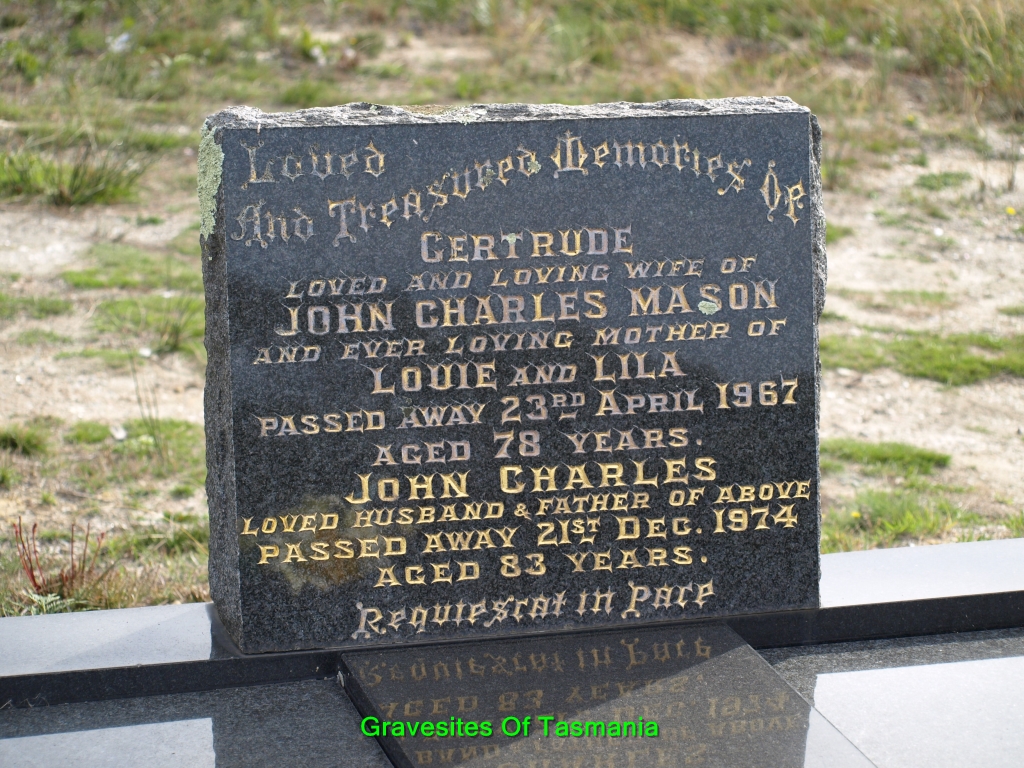 Loved
And Treasured Memories Of
GERTRUDE
LOVED AND LOVING WIFE OF
JOHN CHARLES MASON
AND EVER LOVING MOTHER OF
LOUIE AND LILA
PASSED AWAY 23RD APRIL 1967
AGED 78 YEARS.
JOHN CHARLES
LOVED HUSBAND & FATHER OF ABOVE
PASSED AWAY 21ST DEC. 1974
AGED 83 YEARS.
Requiescat in Pace
Gravesites Of Tasmania